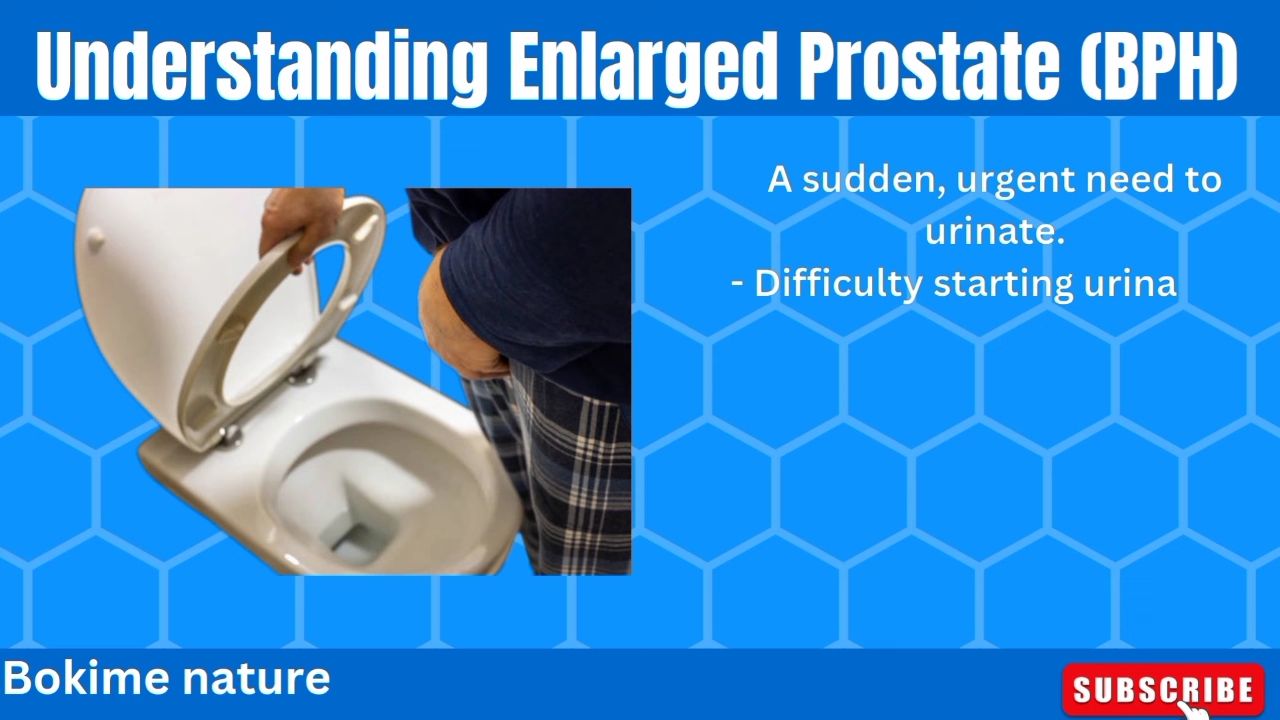 Understanding Enlarged Prostate (BPH)
A sudden, urgent need to
urinate.
- Difficulty starting urina
Bokime nature
SUBSCRIBE